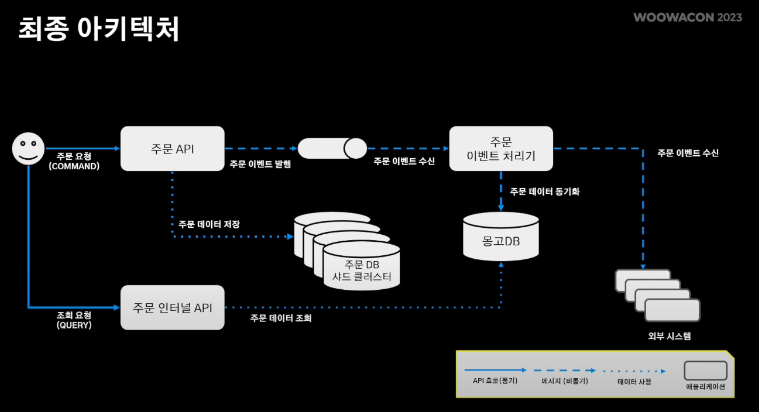 최종 아키텍처
WOOWACON 2023
주문 요청
(COMMAND)
주문 API
주문 이벤트 발행
주문 이벤트 수신
주문
이벤트 처리기
주문 이벤트 수신
주문 데이터 동기화
주문 데이터 저장
몽고DB
주문 DB
샤드 클러스터
조회 요청
(QUERY)
주문 인터널 API
주문 데이터 조회
외부 시스템
API 호출(동기)
메시지 (비동기)
데이터 사용
애플리케이션